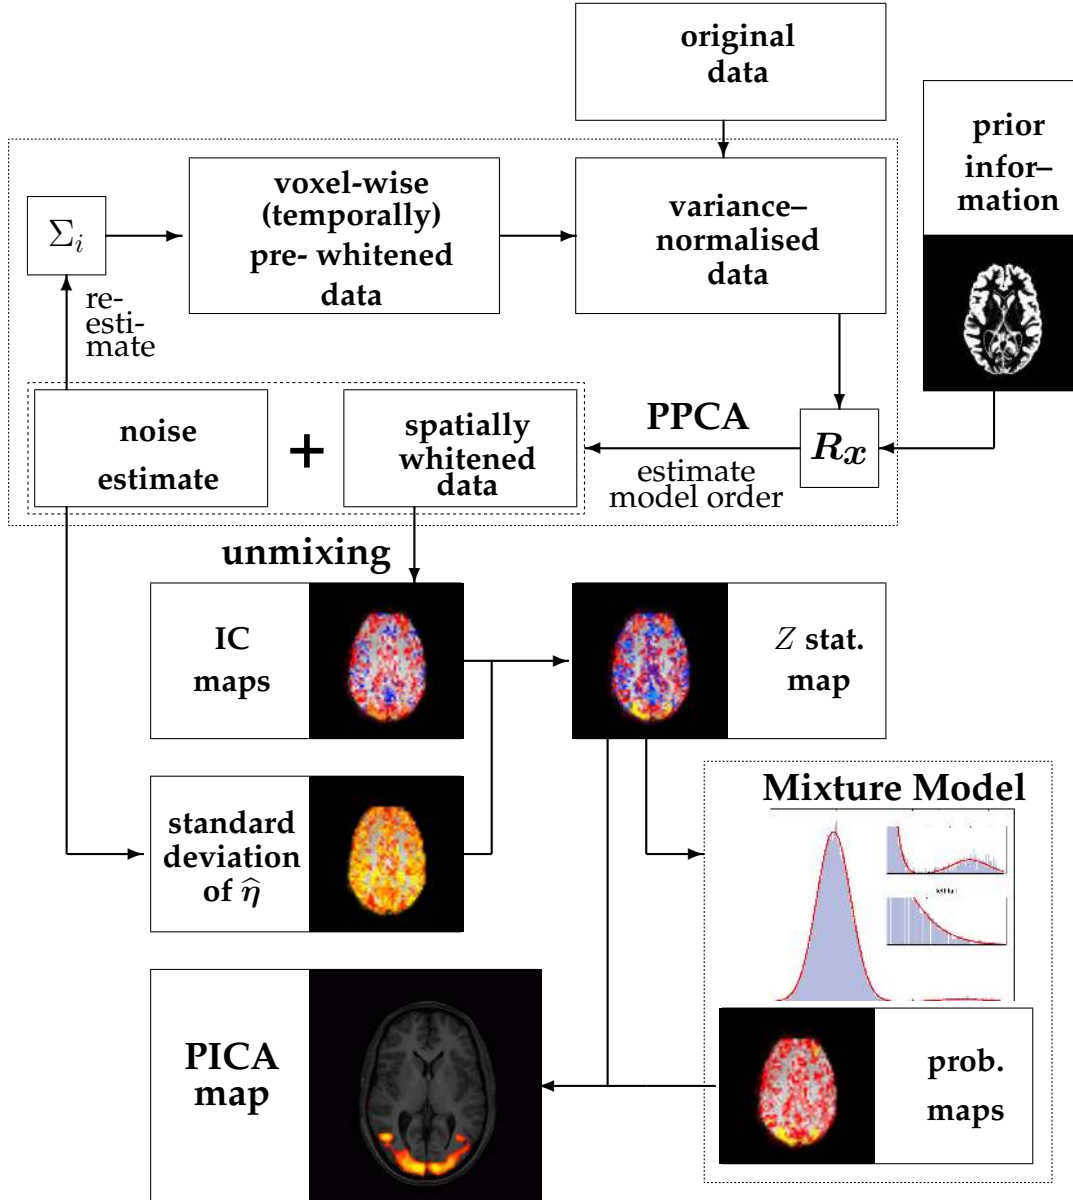 original
data
prior
infor–
mation
voxel-wise
(temporally)
pre- whitened
data
variance–
normalised
data
Σi
re-
esti-
mate
noise
estimate
+
spatially
whitened
data
PPCA
estimate
model order
Rx
unmixing
IC
maps
Z stat.
map
standard
deviation
of η̂
Mixture Model
PICA
map
prob.
maps